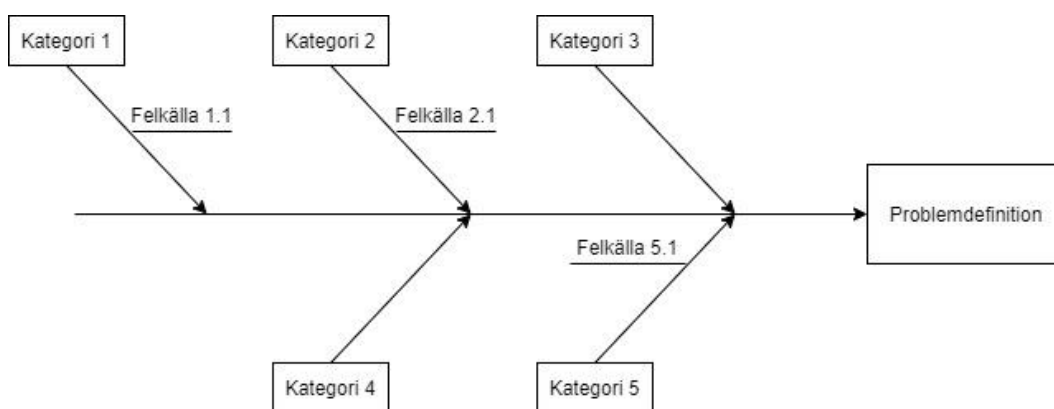 Kategori 1
Kategori 2
Kategori 3
Felkälla 1.1
Felkälla 2.1
Problemdefinition
Felkälla 5.1
Kategori 4
Kategori 5